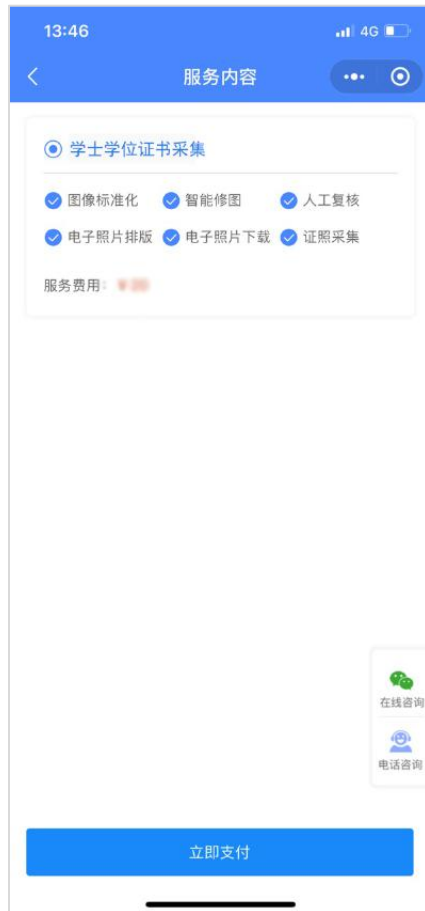 13:46
4G
服务内容
学士学位证书采集
图像标准化 智能修图 人工复核
电子照片排版 电子照片下载 证照采集
服务费用:
在线咨询
电话咨询
立即支付